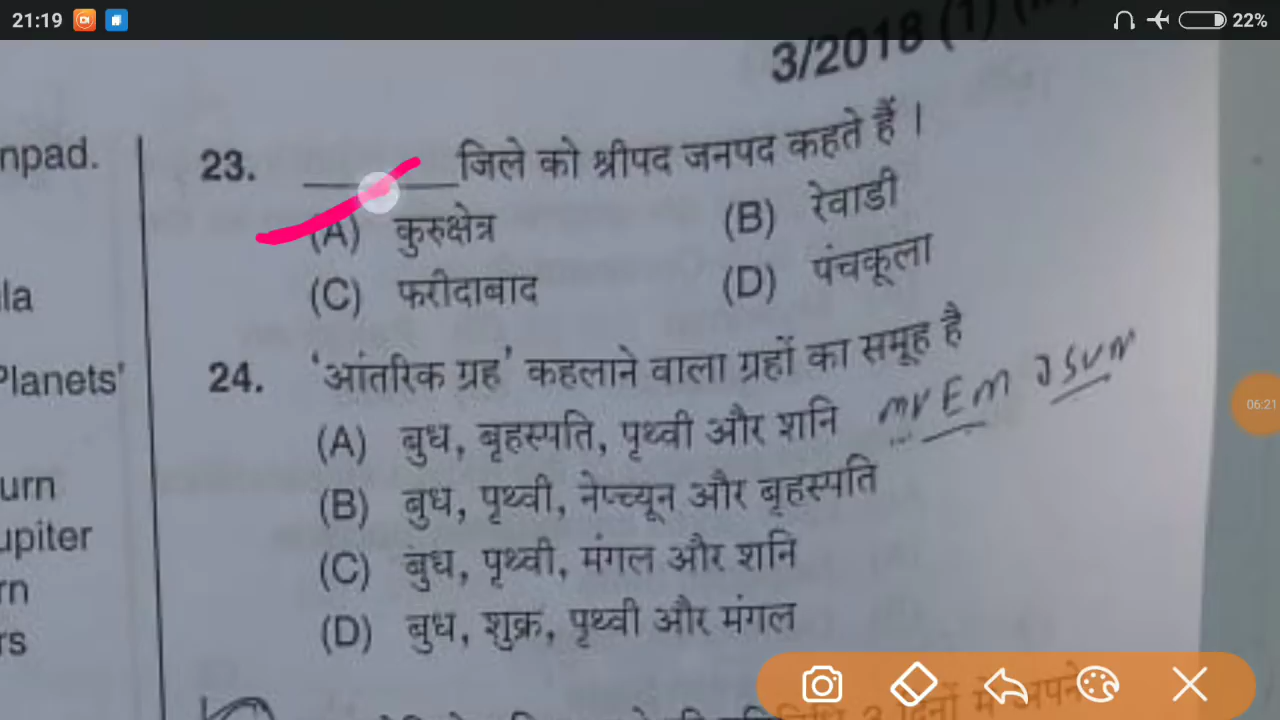 21:19
22%
3/2018 (1)
npad.
23. ________ जिले को श्रीपद जनपद कहते हैं ।
(A) कुरुक्षेत्र (B) रेवाडी
la
(C) फरीदाबाद (D) पंचकूला
Planets'
24. 'आंतरिक ग्रह' कहलाने वाला ग्रहों का समूह है
(A) बुध, बृहस्पति, पृथ्वी और शनि
mVEM JSUN
urn
(B) बुध, पृथ्वी, नेप्च्यून और बृहस्पति
upiter
(C) बुध, पृथ्वी, मंगल और शनि
rn
(D) बुध, शुक्र, पृथ्वी और मंगल
rs
06:21